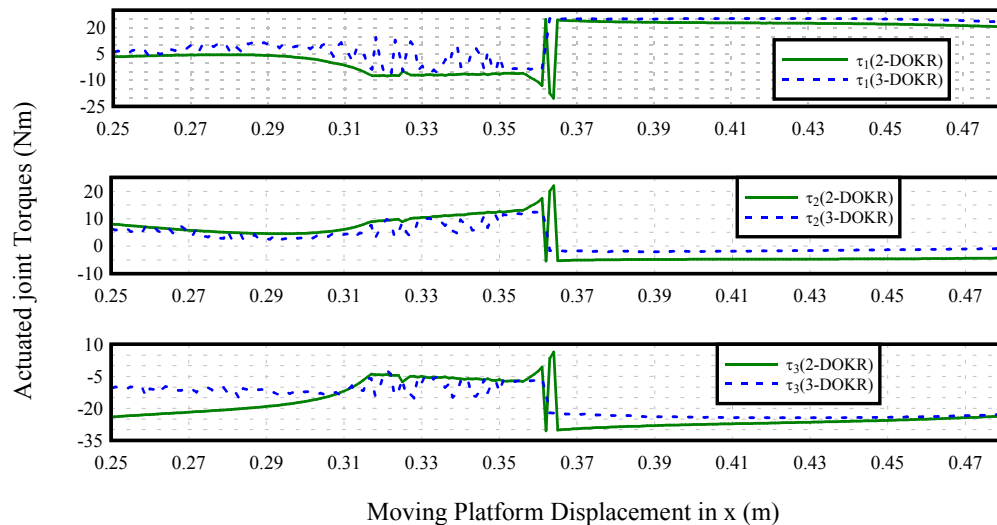 Actuated joint Torques (Nm)
20
5
-10
-25
τ1(2-DOKR)
τ1(3-DOKR)
0.25 0.27 0.29 0.31 0.33 0.35 0.37 0.39 0.41 0.43 0.45 0.47
20
10
0
-10
τ2(2-DOKR)
τ2(3-DOKR)
0.25 0.27 0.29 0.31 0.33 0.35 0.37 0.39 0.41 0.43 0.45 0.47
10
-5
-20
-35
τ3(2-DOKR)
τ3(3-DOKR)
0.25 0.27 0.29 0.31 0.33 0.35 0.37 0.39 0.41 0.43 0.45 0.47
Moving Platform Displacement in x (m)